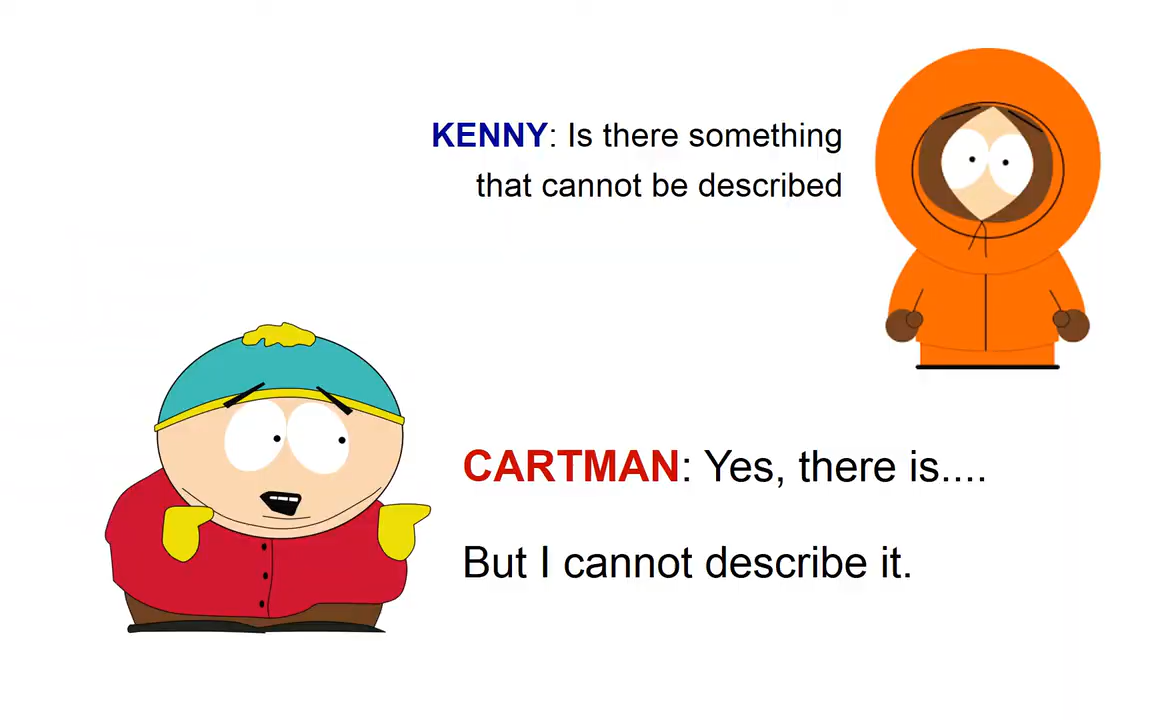 KENNY: Is there something
that cannot be described
CARTMAN: Yes, there is....
But I cannot describe it.